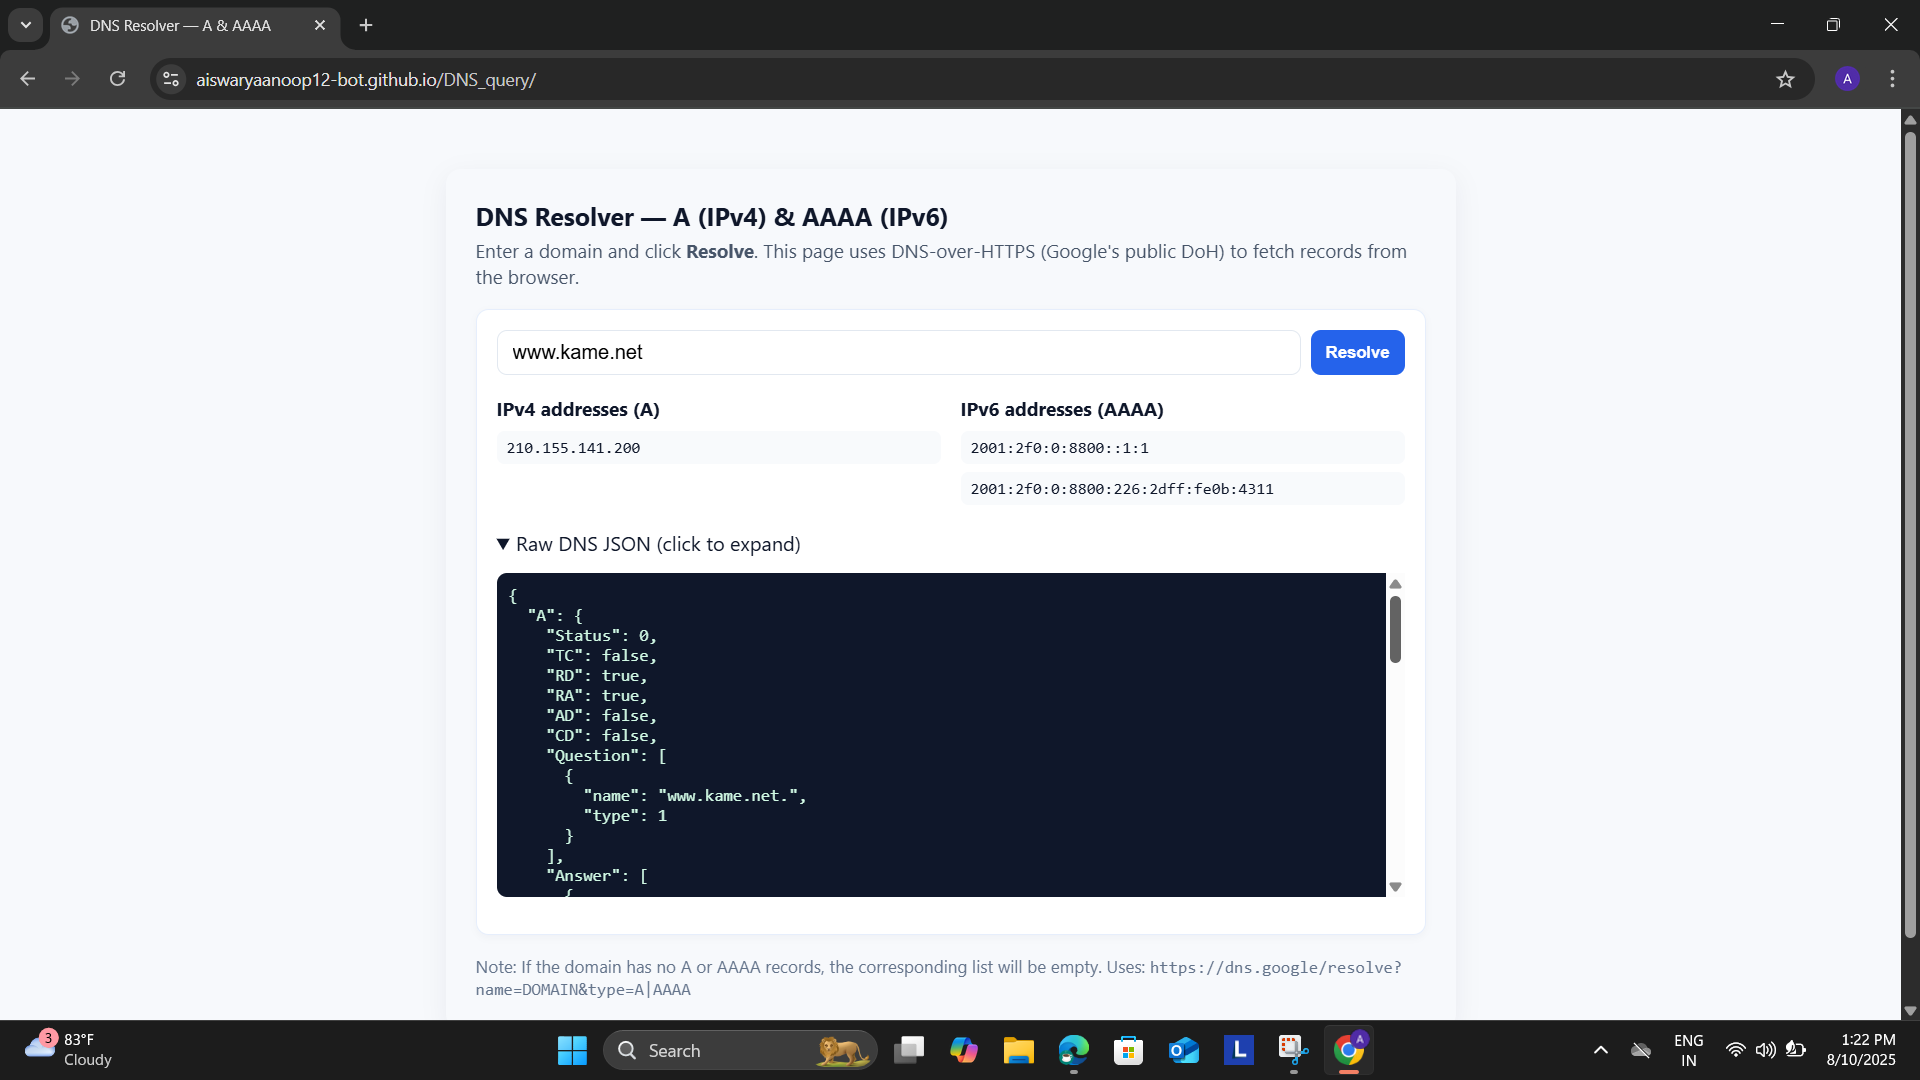 DNS Resolver — A & AAAA
aiswaryaanoop12-bot.github.io/DNS_query/
A
DNS Resolver — A (IPv4) & AAAA (IPv6)
Enter a domain and click Resolve. This page uses DNS-over-HTTPS (Google's public DoH) to fetch records from
the browser.
www.kame.net
Resolve
IPv4 addresses (A)
210.155.141.200
IPv6 addresses (AAAA)
2001:2f0:0:8800::1:1
2001:2f0:0:8800:226:2dff:fe0b:4311
▼ Raw DNS JSON (click to expand)
{
"A": {
"Status": 0,
"TC": false,
"RD": true,
"RA": true,
"AD": false,
"CD": false,
"Question": [
{
"name": "www.kame.net.",
"type": 1
}
],
"Answer": [
{
Note: If the domain has no A or AAAA records, the corresponding list will be empty. Uses: https://dns.google/resolve?
name=DOMAIN&type=A|AAAA
3
83°F
Cloudy
Search
L
A
ENG
IN
1:22 PM
8/10/2025